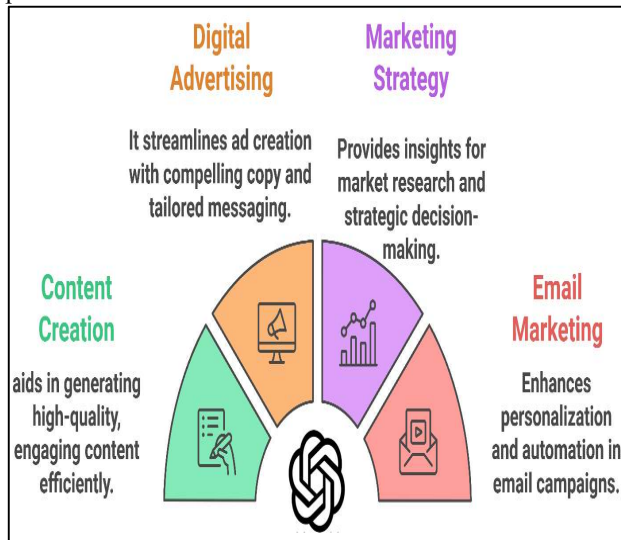 Digital
Advertising
It streamlines ad creation
with compelling copy and
tailored messaging.
Marketing
Strategy
Provides insights for
market research and
strategic decision-
making.
Content
Creation
aids in generating
high-quality,
engaging content
efficiently.
Email
Marketing
Enhances
personalization
and automation in
email campaigns.